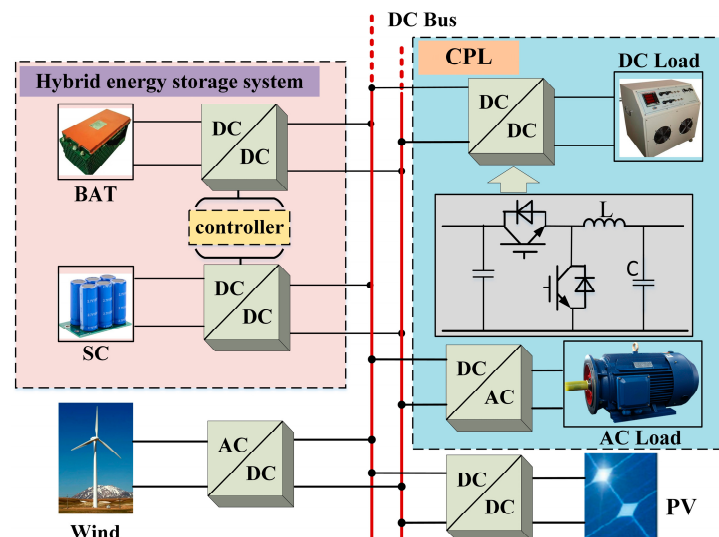 DC Bus
Hybrid energy storage system
CPL
DC Load
DC
DC
DC
DC
BAT
controller
L
C
DC
DC
SC
DC
AC
AC Load
AC
DC
DC
DC
PV
Wind